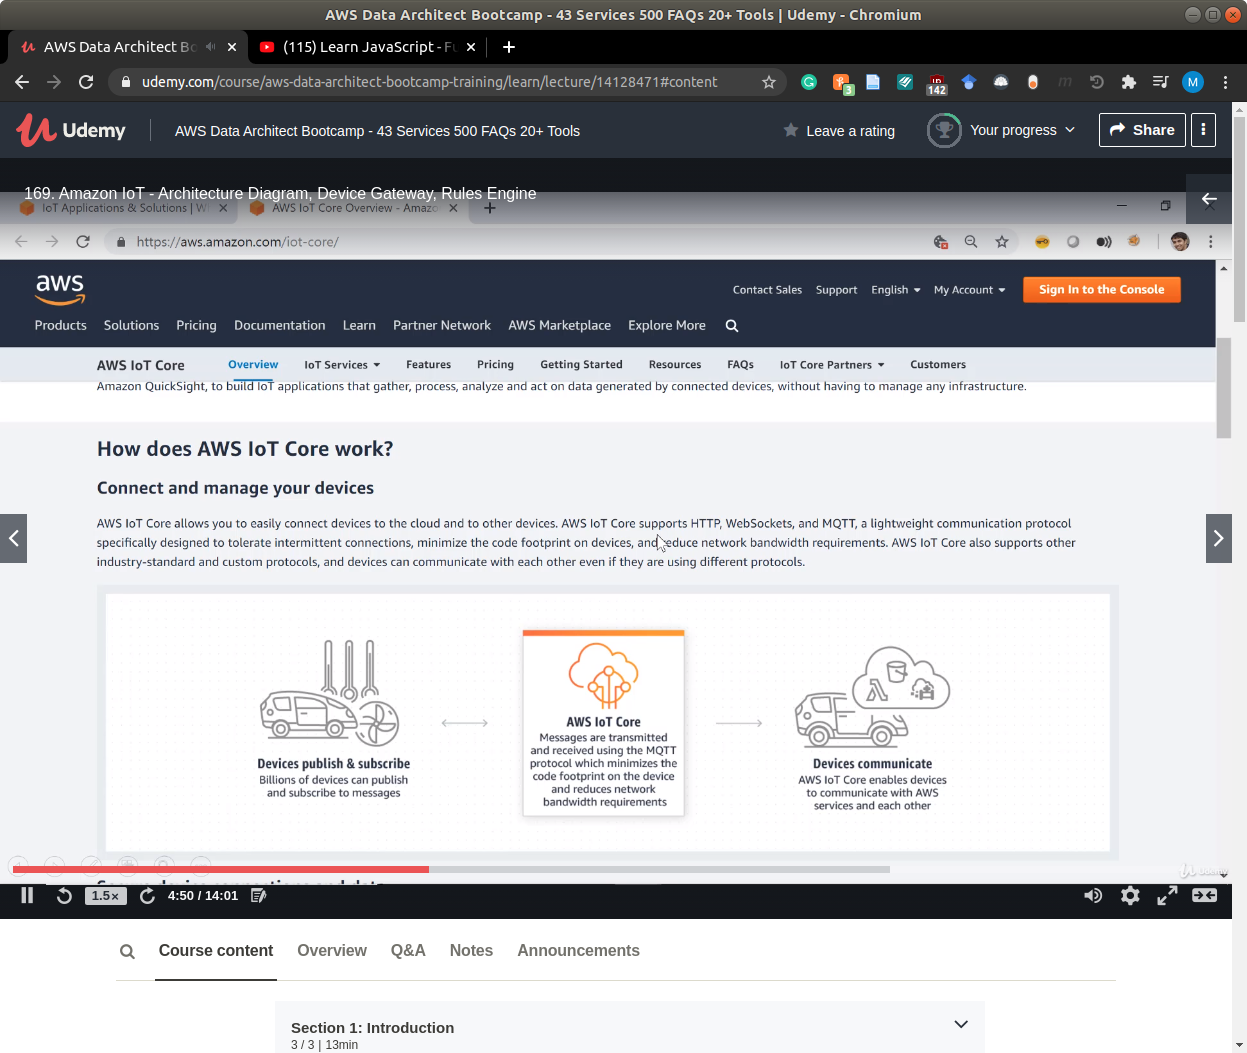 AWS Data Architect Bootcamp - 43 Services 500 FAQs 20+ Tools | Udemy - Chromium
AWS Data Architect Bo
(115) Learn JavaScript - Fu
udemy.com/course/aws-data-architect-bootcamp-training/learn/lecture/14128471#content
3
142
M
Udemy
AWS Data Architect Bootcamp - 43 Services 500 FAQs 20+ Tools
Leave a rating
Your progress
Share
169. Amazon IoT - Architecture Diagram, Device Gateway, Rules Engine
IoT Applications & Solutions | W
AWS IoT Core Overview - Amazo
https://aws.amazon.com/iot-core/
aws
Contact Sales Support English My Account Sign In to the Console
Products Solutions Pricing Documentation Learn Partner Network AWS Marketplace Explore More
AWS IoT Core Overview IoT Services Features Pricing Getting Started Resources FAQs IoT Core Partners Customers
Amazon QuickSight, to build IoT applications that gather, process, analyze and act on data generated by connected devices, without having to manage any infrastructure.
How does AWS IoT Core work?
Connect and manage your devices
AWS IoT Core allows you to easily connect devices to the cloud and to other devices. AWS IoT Core supports HTTP, WebSockets, and MQTT, a lightweight communication protocol
specifically designed to tolerate intermittent connections, minimize the code footprint on devices, and reduce network bandwidth requirements. AWS IoT Core also supports other
industry-standard and custom protocols, and devices can communicate with each other even if they are using different protocols.
Devices publish & subscribe
Billions of devices can publish
and subscribe to messages
AWS IoT Core
Messages are transmitted
and received using the MQTT
protocol which minimizes the
code footprint on the device
and reduces network
bandwidth requirements
Devices communicate
AWS IoT Core enables devices
to communicate with AWS
services and each other
Udemy
1.5×
4:50 / 14:01
Course content Overview Q&A Notes Announcements
Section 1: Introduction
3 / 3 | 13min